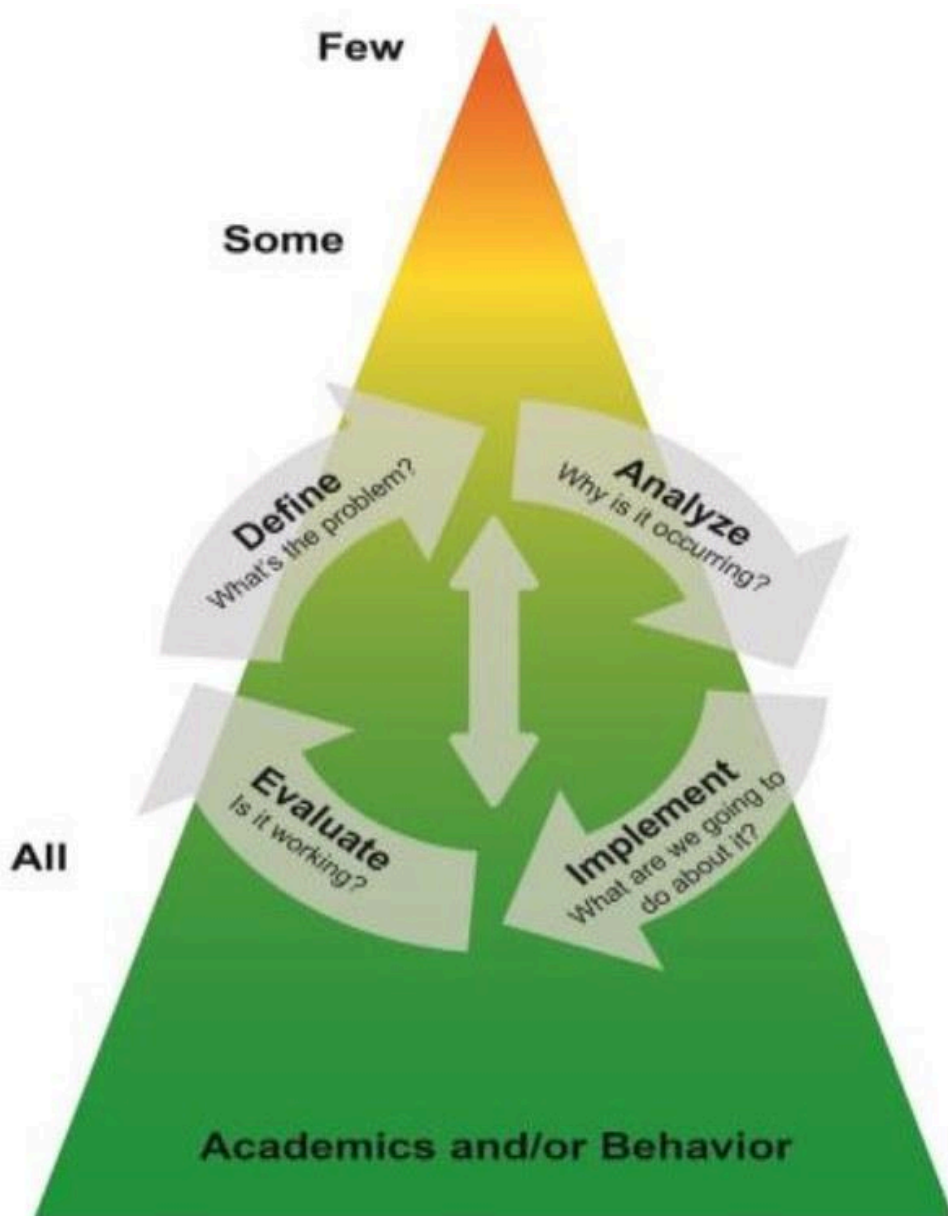 Few
Some
Define
What's the problem?
Analyze
Why is it occurring?
Implement
What are we going to
do about it?
Evaluate
Is it working?
All
Academics and/or Behavior